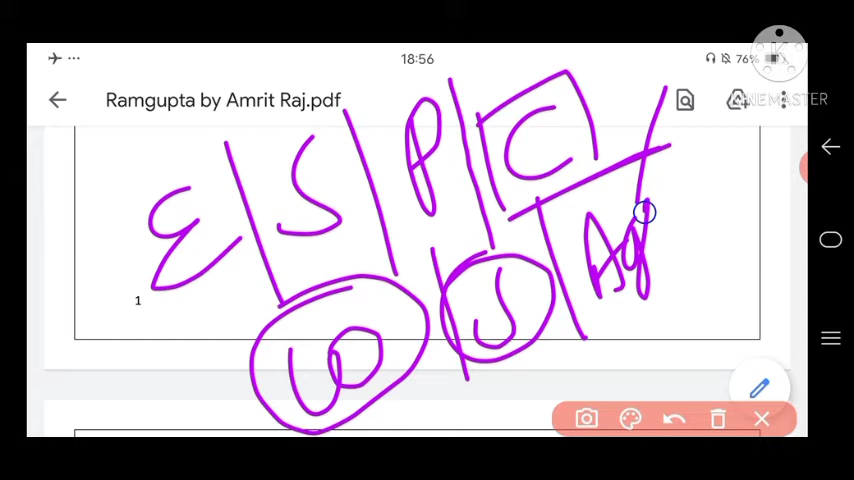 18:56
76%
KINEMASTER
Ramgupta by Amrit Raj.pdf
E S P C
S Ag
1